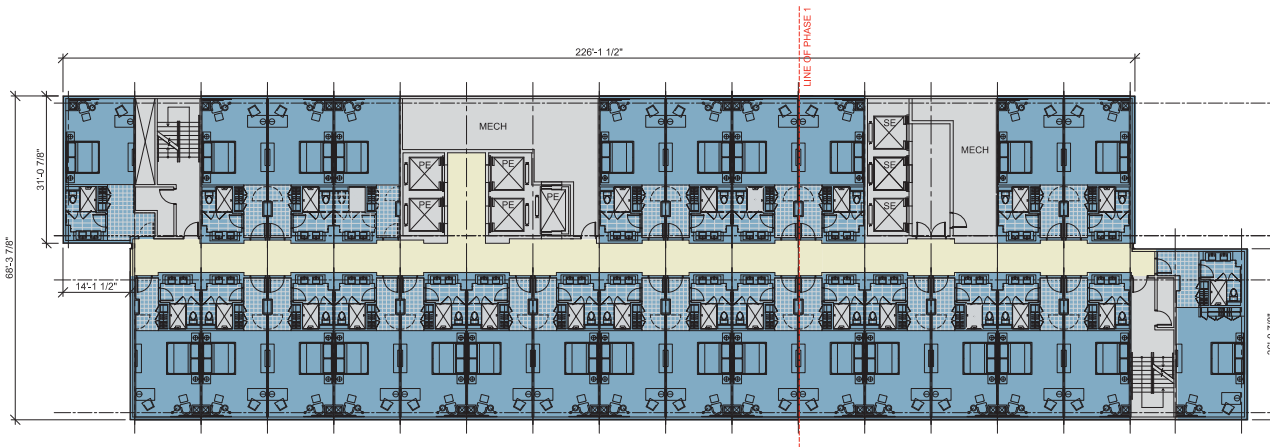 LINE OF PHASE 1
226'-1 1/2"
31'-0 7/8"
68'-3 7/8"
14'-1 1/2"
MECH
PE
PE
PE
PE
PE
SE
SE
SE
MECH